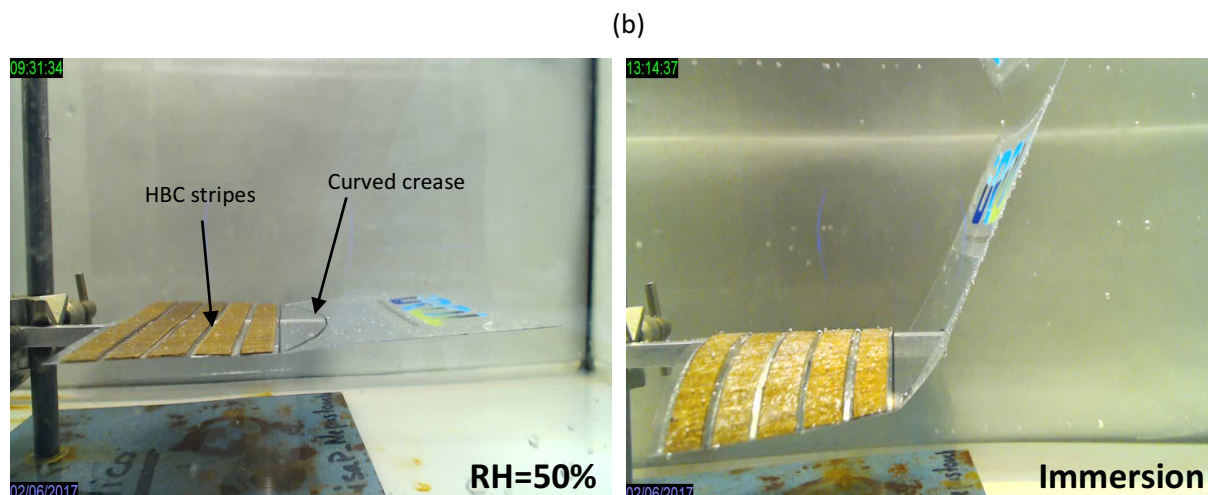 (b)
09:31:34
HBC stripes
Curved crease
RH=50%
02/06/2017
13:14:37
Immersion
02/06/2017